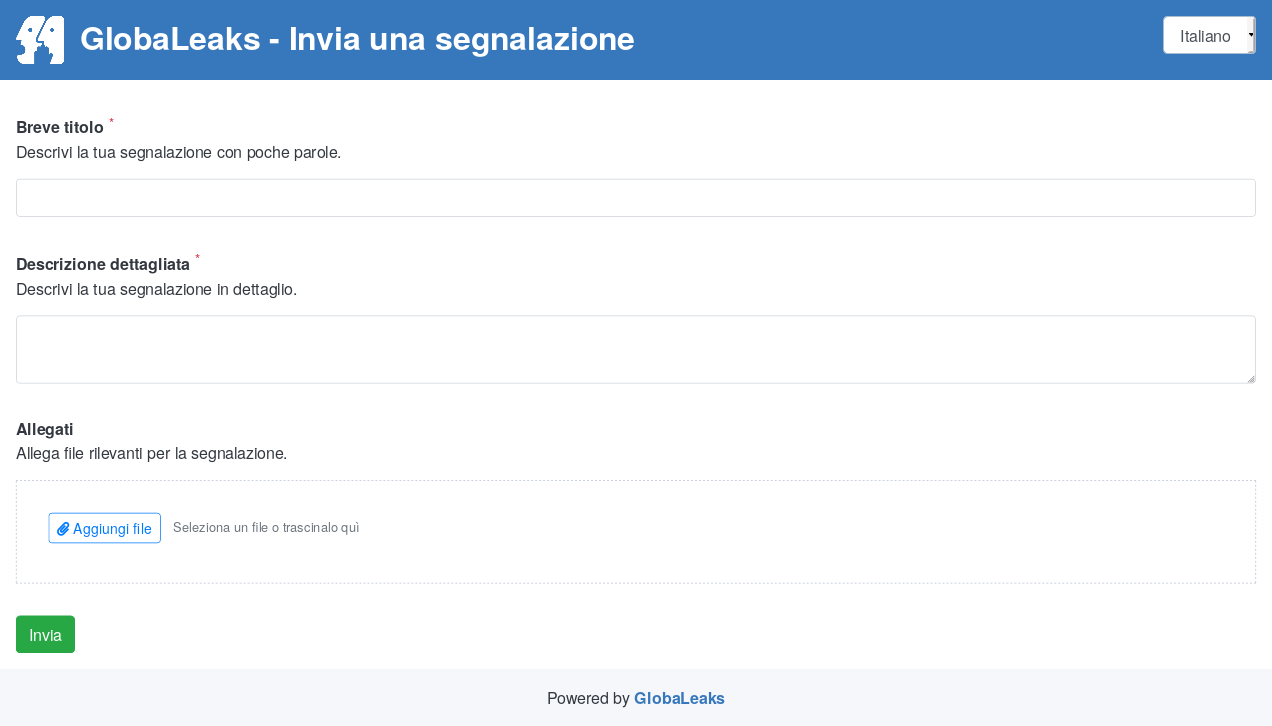 GlobaLeaks - Invia una segnalazione
Italiano
Breve titolo *
Descrivi la tua segnalazione con poche parole.
Descrizione dettagliata *
Descrivi la tua segnalazione in dettaglio.
Allegati
Allega file rilevanti per la segnalazione.
Aggiungi file Seleziona un file o trascinalo quì
Invia
Powered by GlobaLeaks